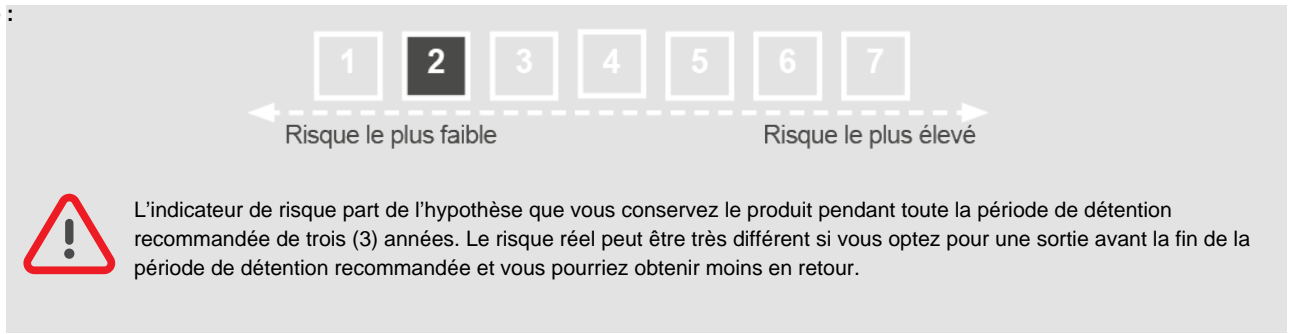 :
1 2 3 4 5 6 7
Risque le plus faible Risque le plus élevé
L'indicateur de risque part de l'hypothèse que vous conservez le produit pendant toute la période de détention
recommandée de trois (3) années. Le risque réel peut être très différent si vous optez pour une sortie avant la fin de la
période de détention recommandée et vous pourriez obtenir moins en retour.